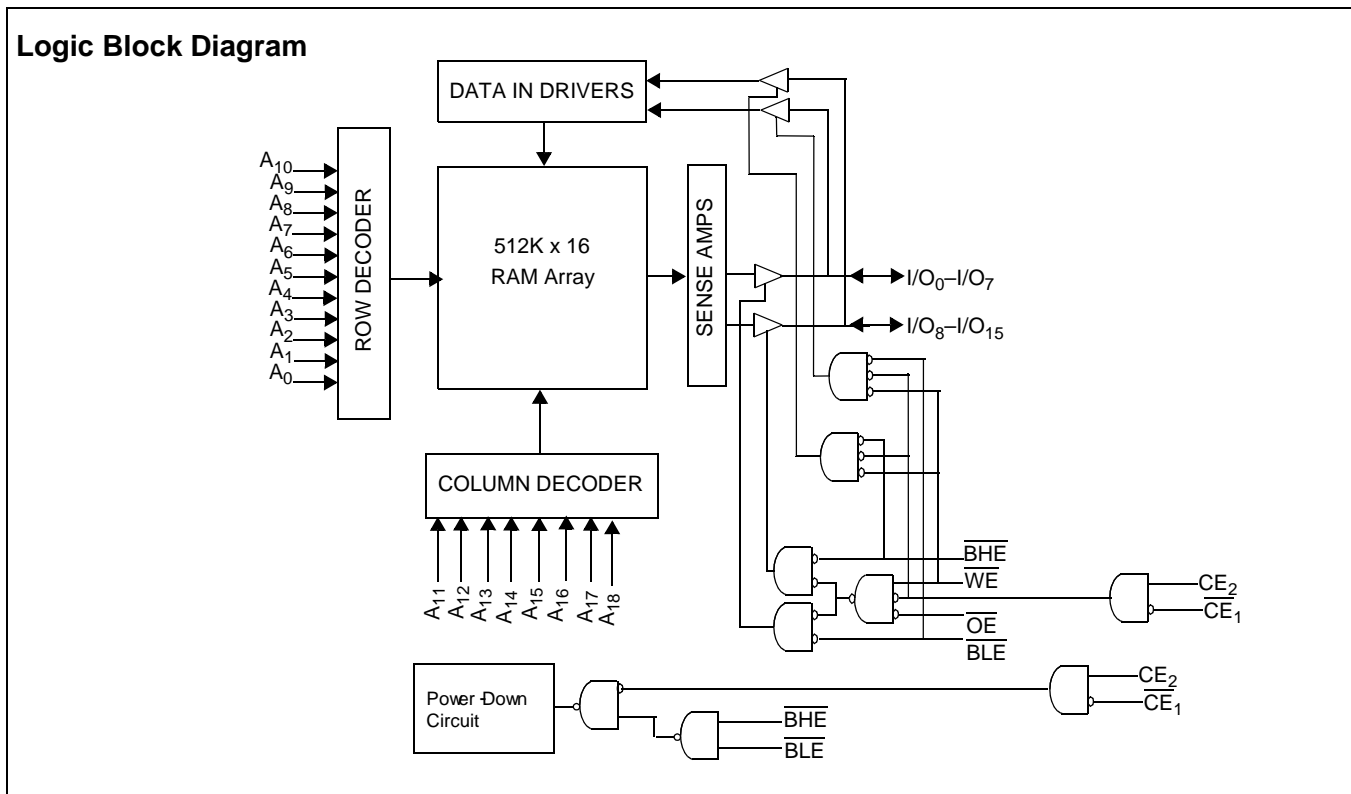 Logic Block Diagram
DATA IN DRIVERS
A10
A9
A8
A7
A6
A5
A4
A3
A2
A1
A0
ROW DECODER
512K x 16
RAM Array
SENSE AMPS
I/O0–I/O7
I/O8–I/O15
COLUMN DECODER
A11
A12
A13
A14
A15
A16
A17
A18
BHE
WE
OE
BLE
CE2
CE1
Power-Down
Circuit
BHE
BLE
CE2
CE1